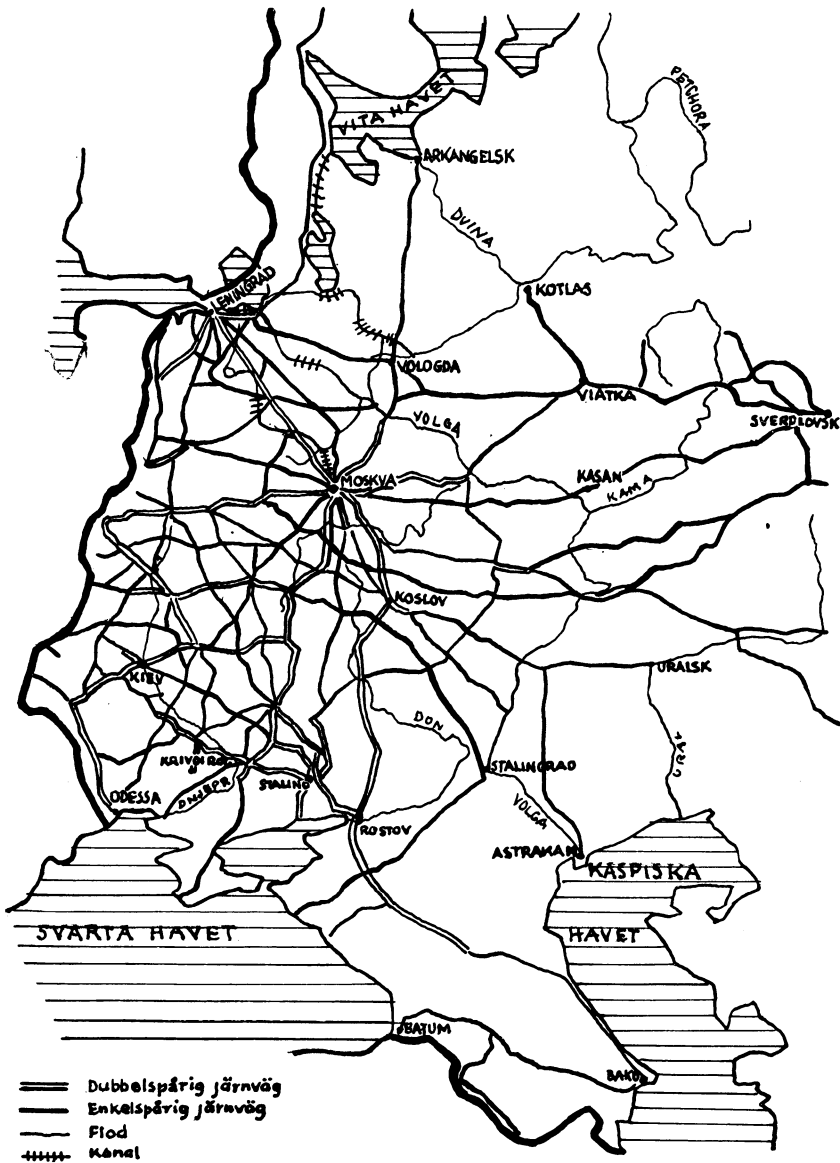 PETCHORA
VITA HAVET
ARKANGELSK
DVINA
LENINGRAD
KOTLAS
VOLOGDA
VIATKA
VOLGA
SVERDLOVSK
MOSKVA
KASAN
KAMA
KOSLOV
KIEV
URALSK
DON
KRIVOI ROG
STALINGRAD
URAL
ODESSA
DNJEPR
STALINO
VOLGA
ROSTOV
ASTRAKAN
KASPISKA
HAVET
SVARTA HAVET
BATUM
BAKU
Dubbelspårig järnväg
Enkelspårig järnväg
Flod
Kanal